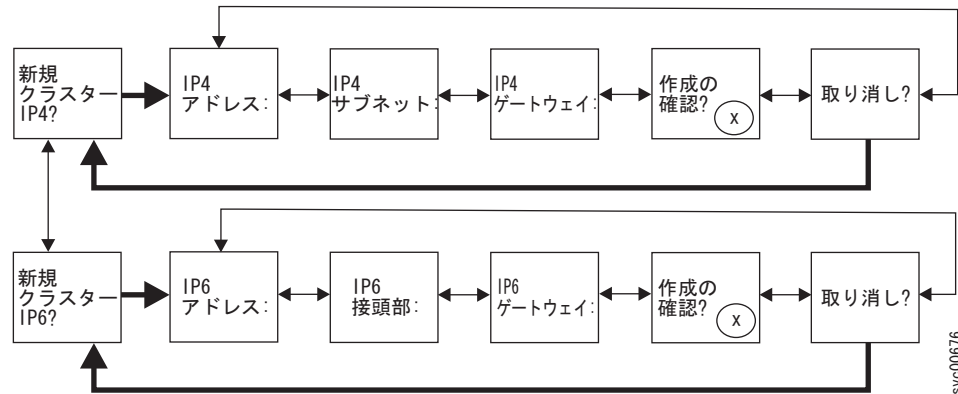 新規
クラスター
IP4?
IP4
アドレス:
IP4
サブネット:
IP4
ゲートウェイ:
作成の
確認?
X
取り消し?
新規
クラスター
IP6?
IP6
アドレス:
IP6
接頭部:
IP6
ゲートウェイ:
作成の
確認?
X
取り消し?
svc00676